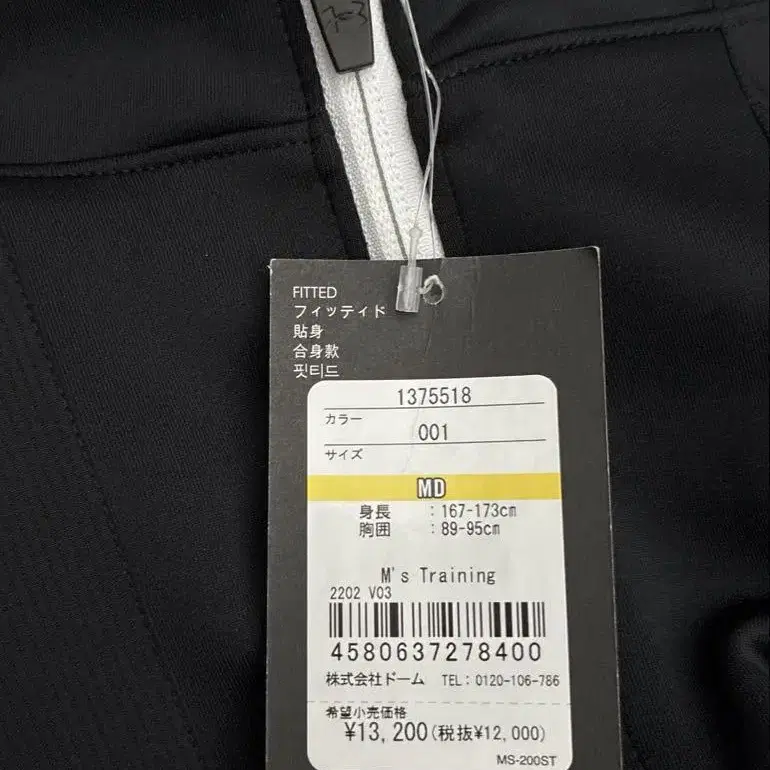 FITTED
フィッティド
貼身
合身款
핏티드
1375518
カラー
001
サイズ
MD
身長 : 167-173cm
胸囲 : 89-95cm
M's Training
2202 V03
4580637278400
株式会社ドーム TEL : 0120-106-786
希望小売価格
¥13,200(税抜¥12,000)
MS-200ST